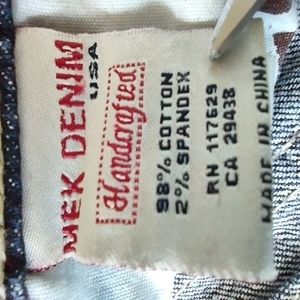 MEK DENIM
USA
Handcrafted
98% COTTON
2% SPANDEX
RN 117629
CA 29438
MADE IN CHINA